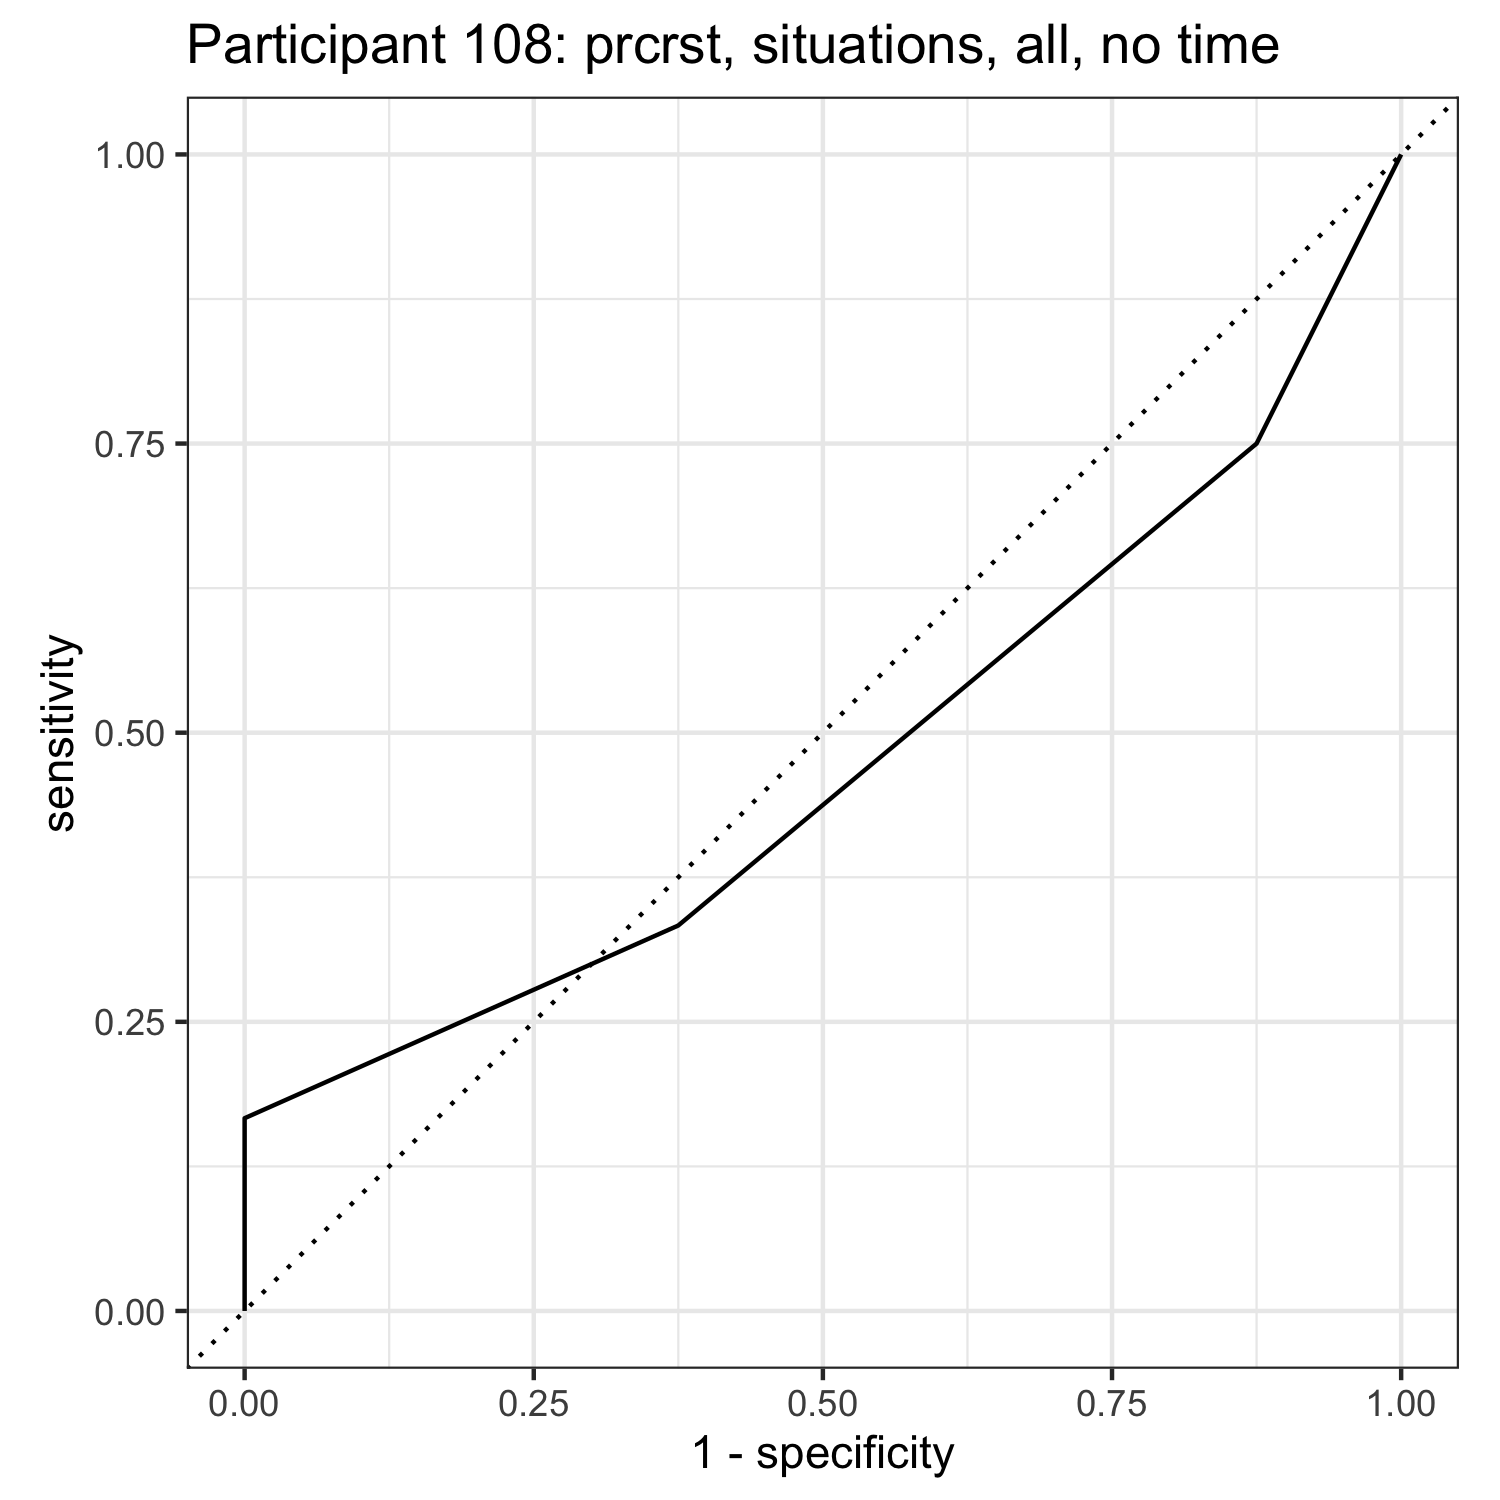 Participant 108: prcrst, situations, all, no time
1.00
0.75
0.50
0.25
0.00
sensitivity
0.00 0.25 0.50 0.75 1.00
1 - specificity